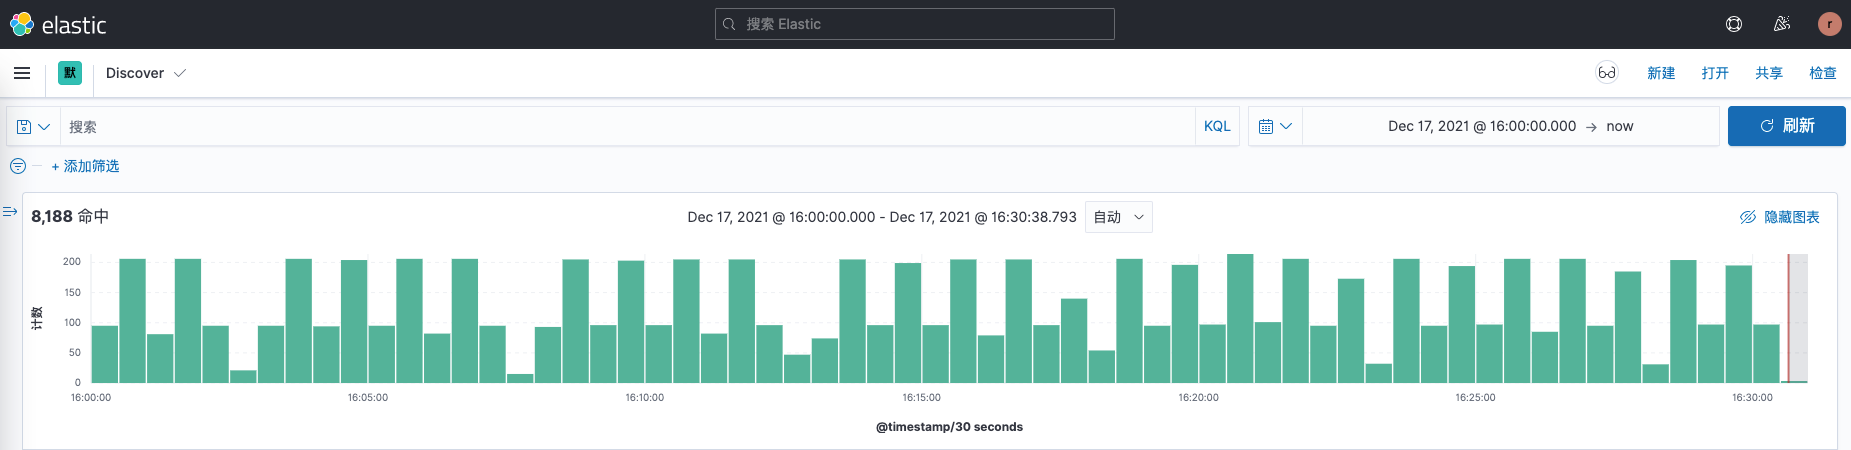 elastic
搜索 Elastic
r
默
Discover
新建
打开
共享
检查
搜索
KQL
Dec 17, 2021 @ 16:00:00.000 → now
刷新
+ 添加筛选
8,188 命中
Dec 17, 2021 @ 16:00:00.000 - Dec 17, 2021 @ 16:30:38.793
自动
隐藏图表
计数
200
150
100
50
0
16:00:00
16:05:00
16:10:00
16:15:00
16:20:00
16:25:00
16:30:00
@timestamp/30 seconds